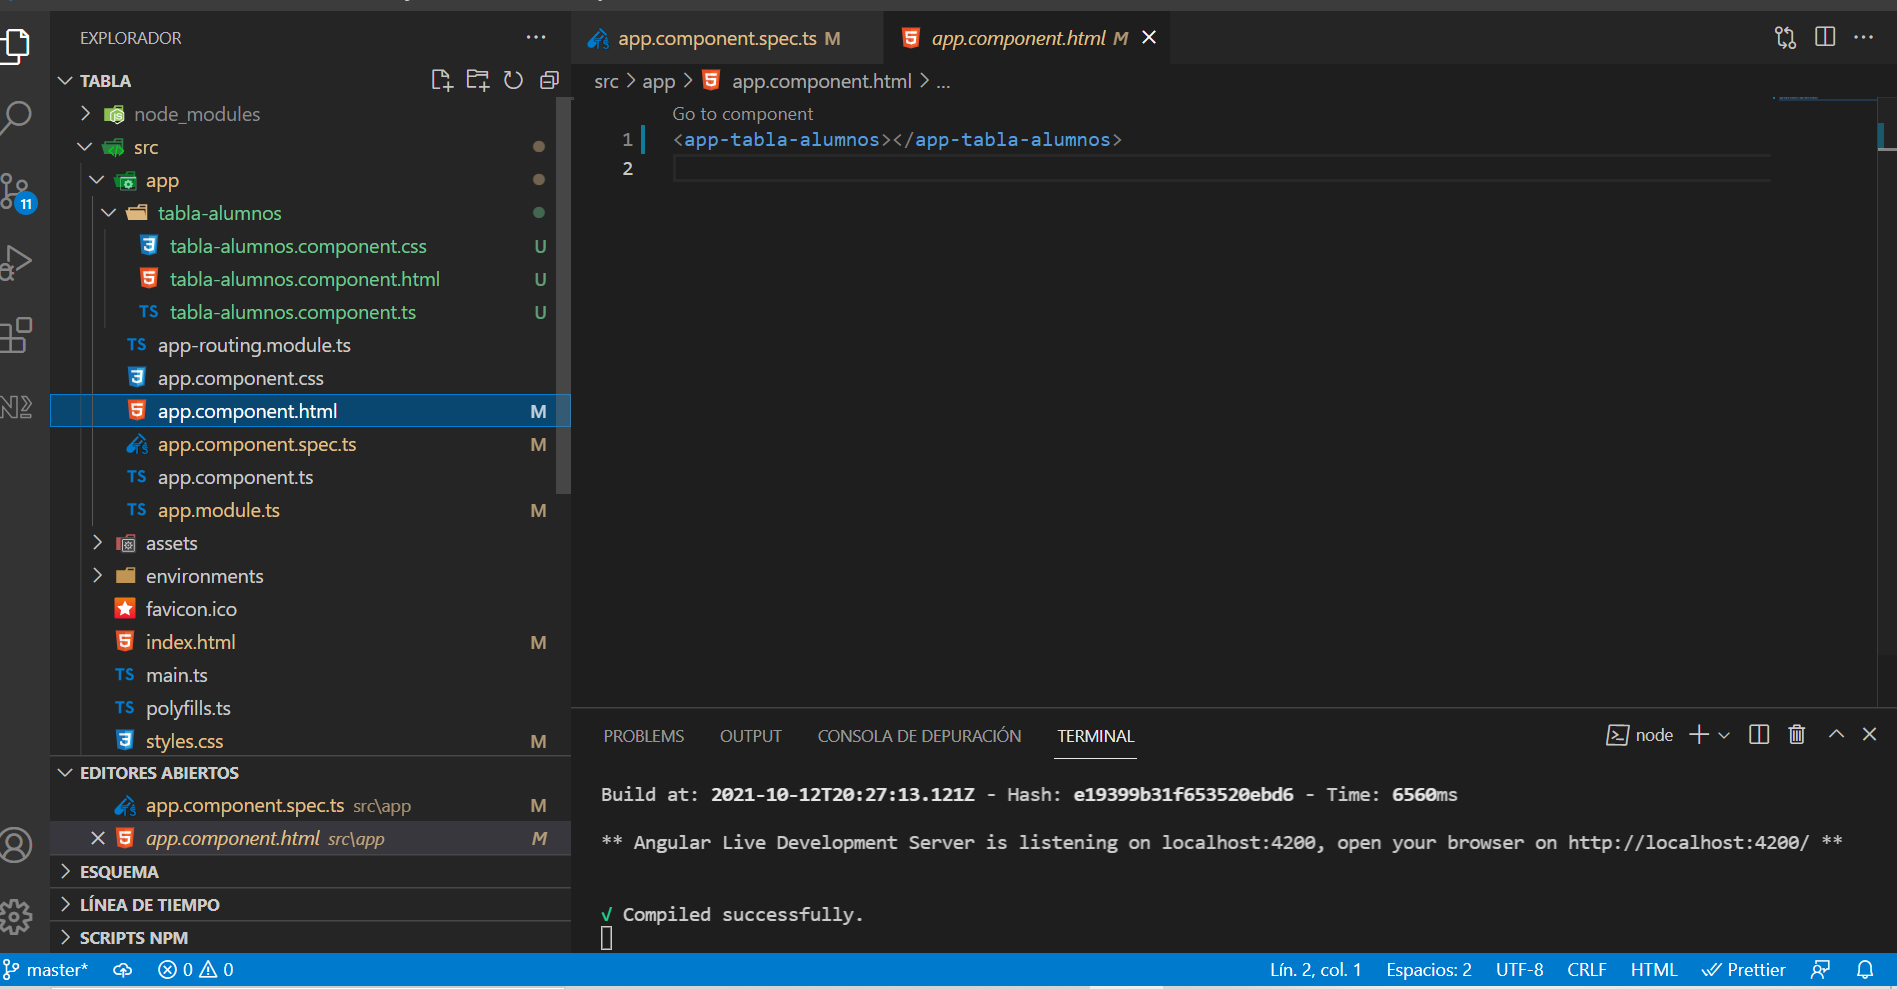 EXPLORADOR
TABLA
node_modules
src
app
tabla-alumnos
tabla-alumnos.component.css U
tabla-alumnos.component.html U
TS tabla-alumnos.component.ts U
TS app-routing.module.ts
app.component.css
app.component.html M
app.component.spec.ts M
TS app.component.ts
TS app.module.ts M
assets
environments
favicon.ico
index.html M
TS main.ts
TS polyfills.ts
styles.css M
EDITORES ABIERTOS
app.component.spec.ts src\app M
app.component.html src\app M
ESQUEMA
LÍNEA DE TIEMPO
SCRIPTS NPM
11
app.component.spec.ts M
app.component.html M
src > app > app.component.html > ...
Go to component
1 <app-tabla-alumnos></app-tabla-alumnos>
2
PROBLEMS OUTPUT CONSOLA DE DEPURACIÓN TERMINAL
node
Build at: 2021-10-12T20:27:13.121Z - Hash: e19399b31f653520ebd6 - Time: 6560ms
** Angular Live Development Server is listening on localhost:4200, open your browser on http://localhost:4200/ **
√ Compiled successfully.
master* 0 0
Lín. 2, col. 1 Espacios: 2 UTF-8 CRLF HTML Prettier